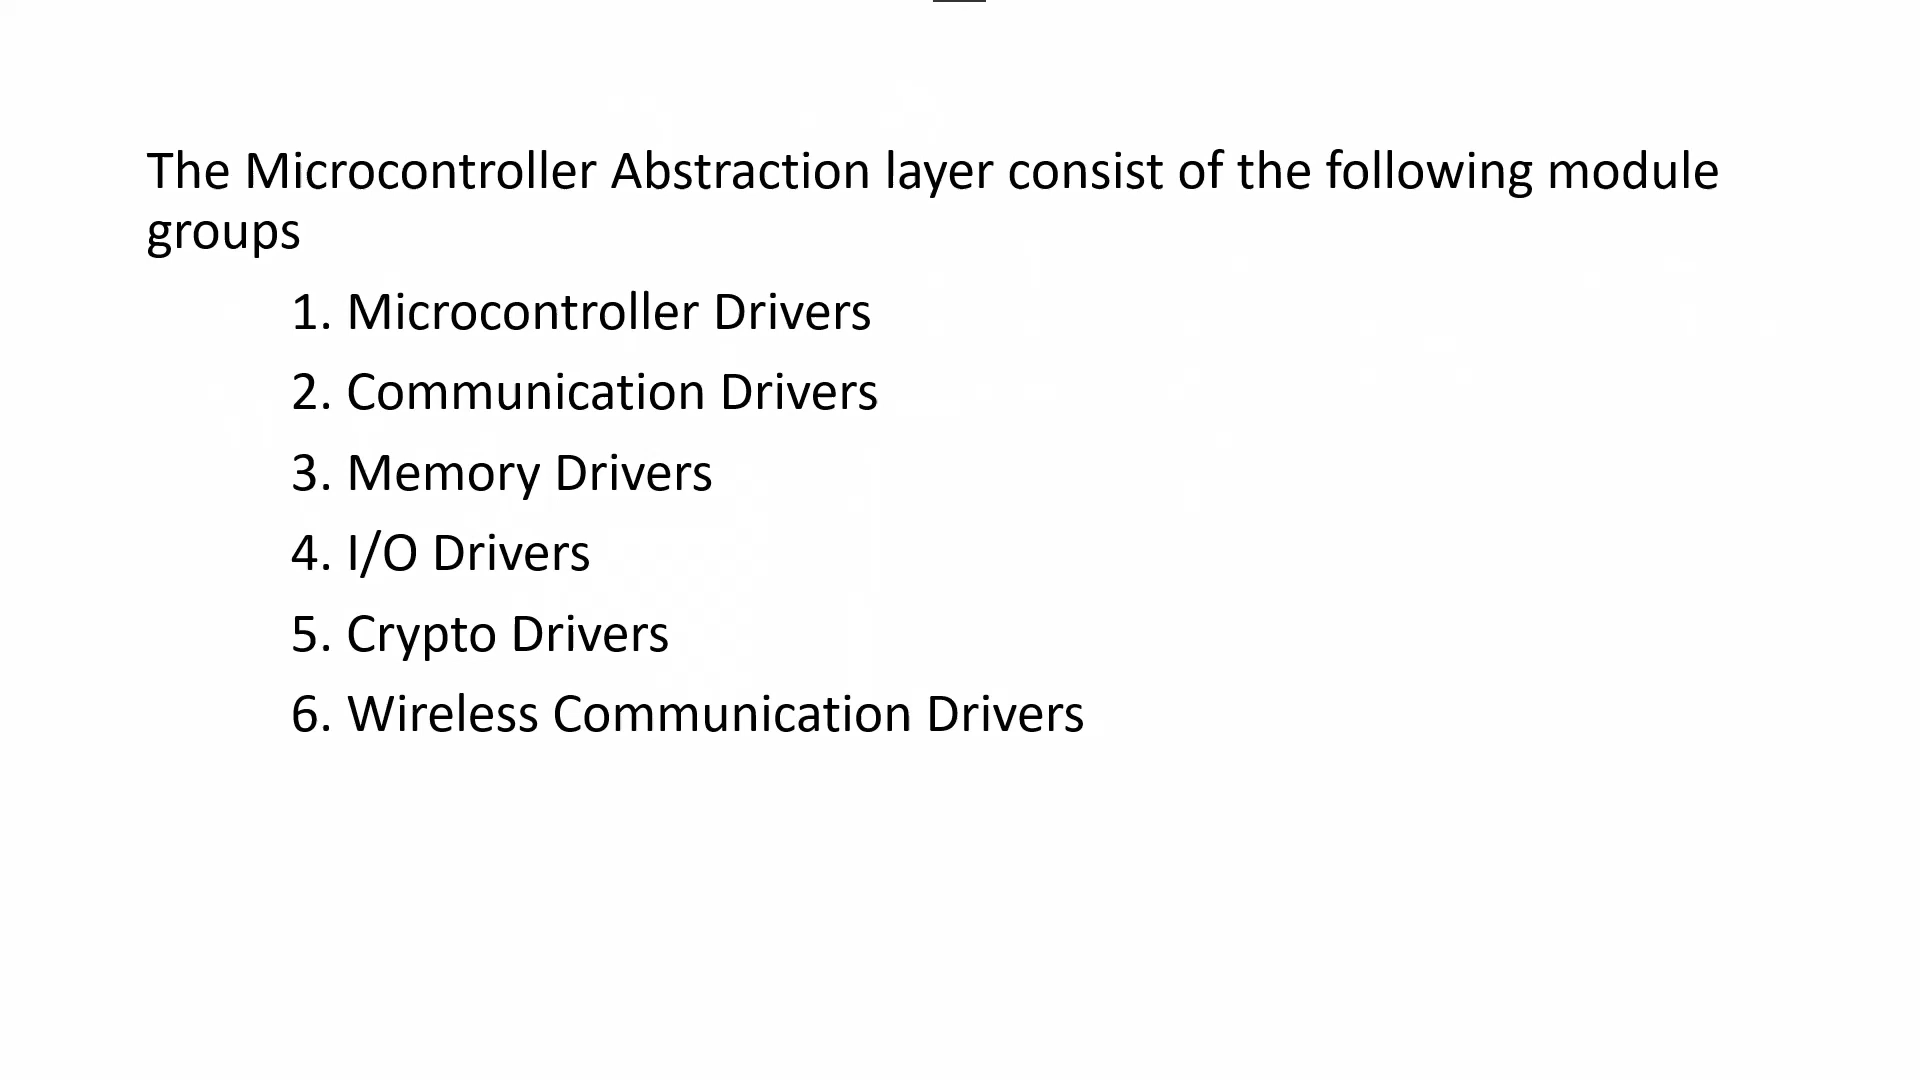 The Microcontroller Abstraction layer consist of the following module
groups
1. Microcontroller Drivers
2. Communication Drivers
3. Memory Drivers
4. I/O Drivers
5. Crypto Drivers
6. Wireless Communication Drivers